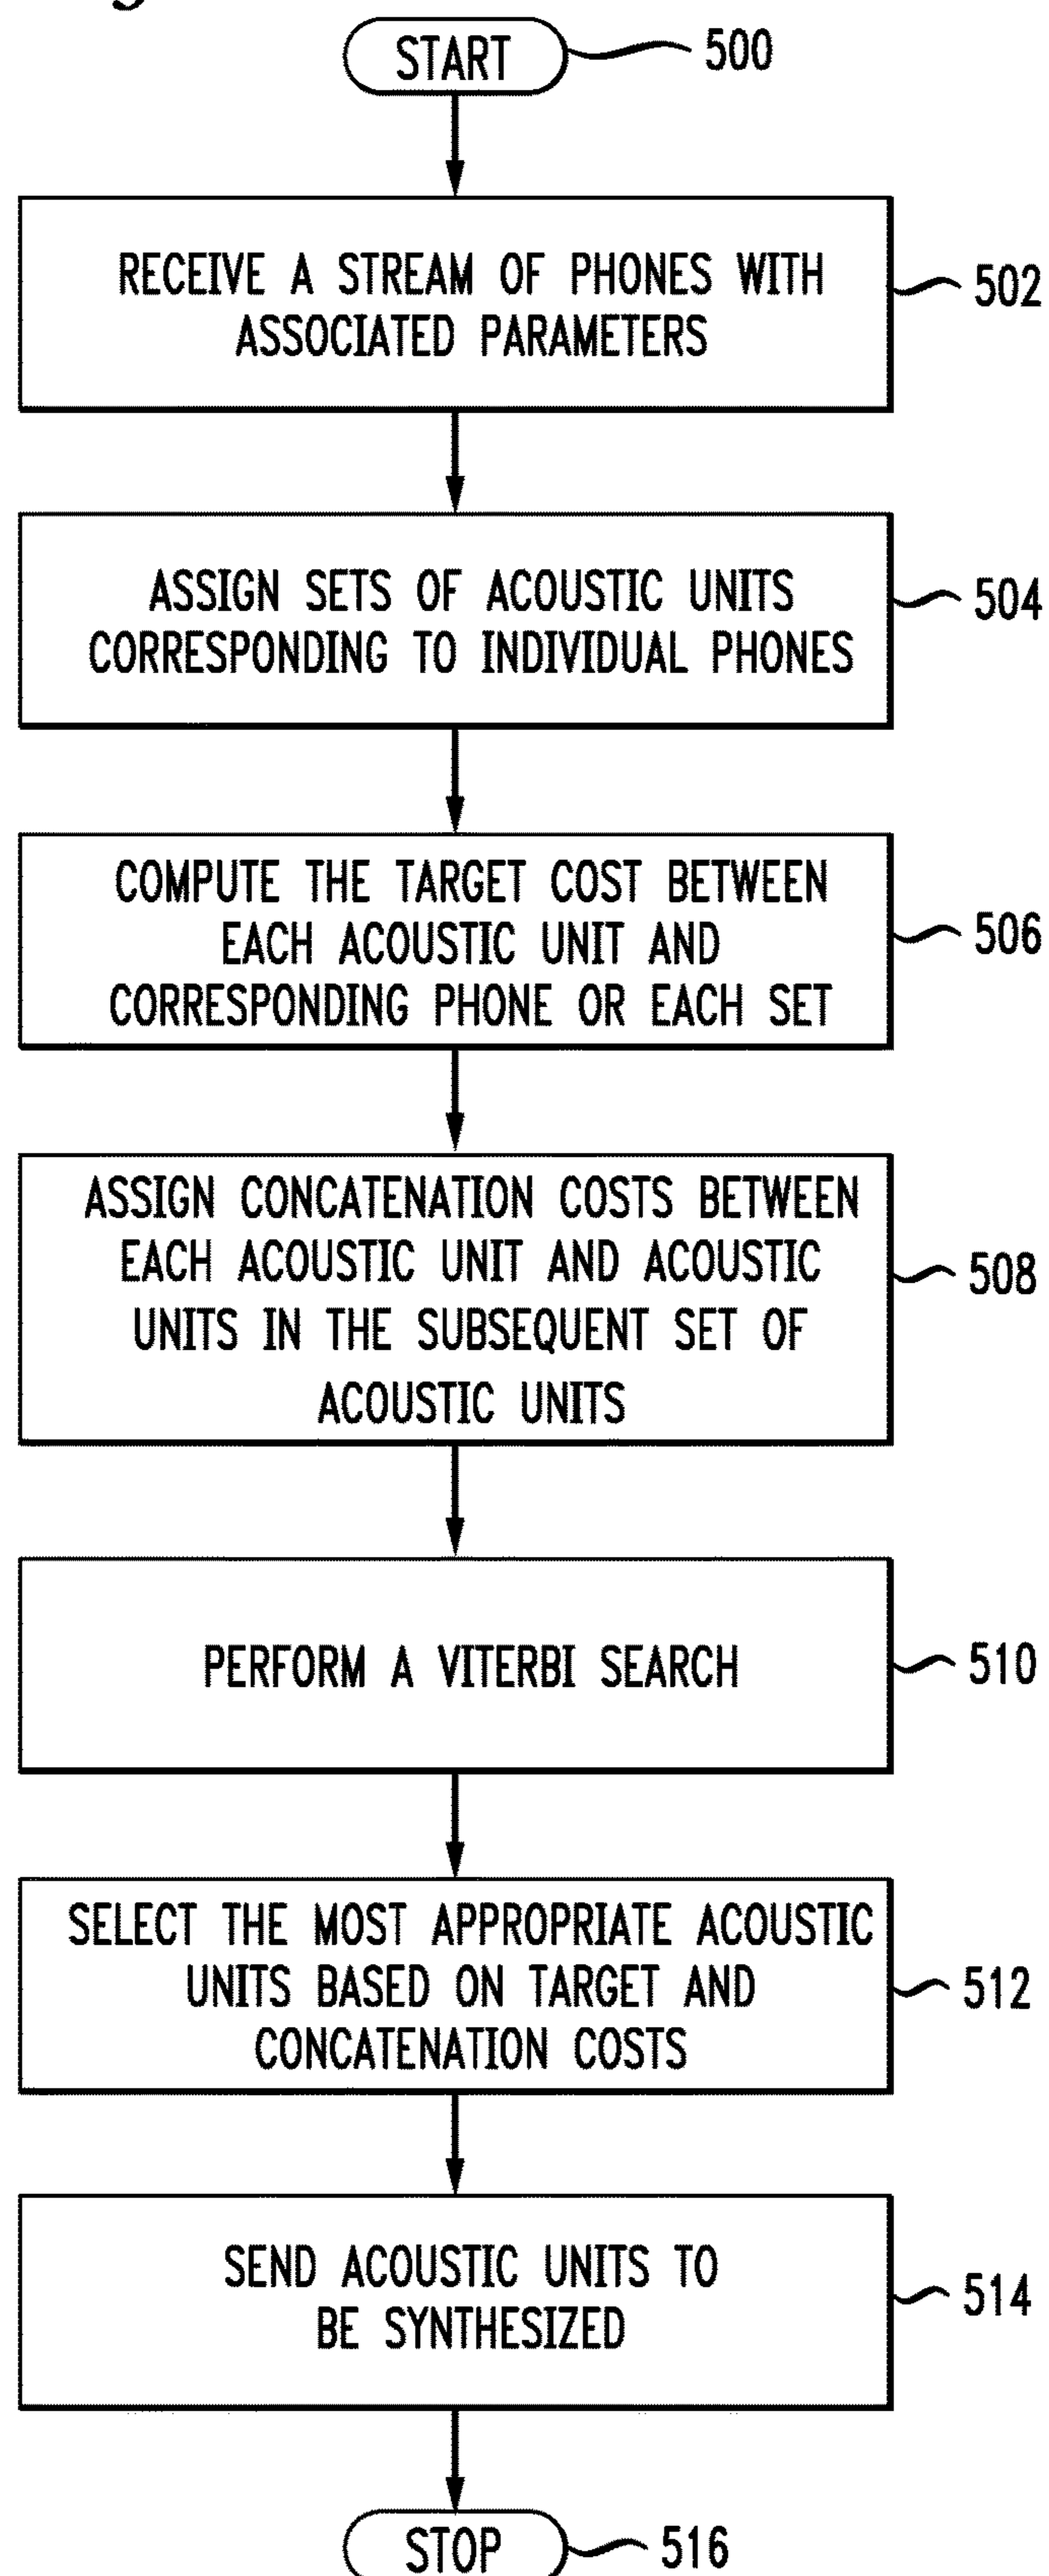 START
500
RECEIVE A STREAM OF PHONES WITH
ASSOCIATED PARAMETERS
502
ASSIGN SETS OF ACOUSTIC UNITS
CORRESPONDING TO INDIVIDUAL PHONES
504
COMPUTE THE TARGET COST BETWEEN
EACH ACOUSTIC UNIT AND
CORRESPONDING PHONE OR EACH SET
506
ASSIGN CONCATENATION COSTS BETWEEN
EACH ACOUSTIC UNIT AND ACOUSTIC
UNITS IN THE SUBSEQUENT SET OF
ACOUSTIC UNITS
508
PERFORM A VITERBI SEARCH
510
SELECT THE MOST APPROPRIATE ACOUSTIC
UNITS BASED ON TARGET AND
CONCATENATION COSTS
512
SEND ACOUSTIC UNITS TO
BE SYNTHESIZED
514
STOP
516